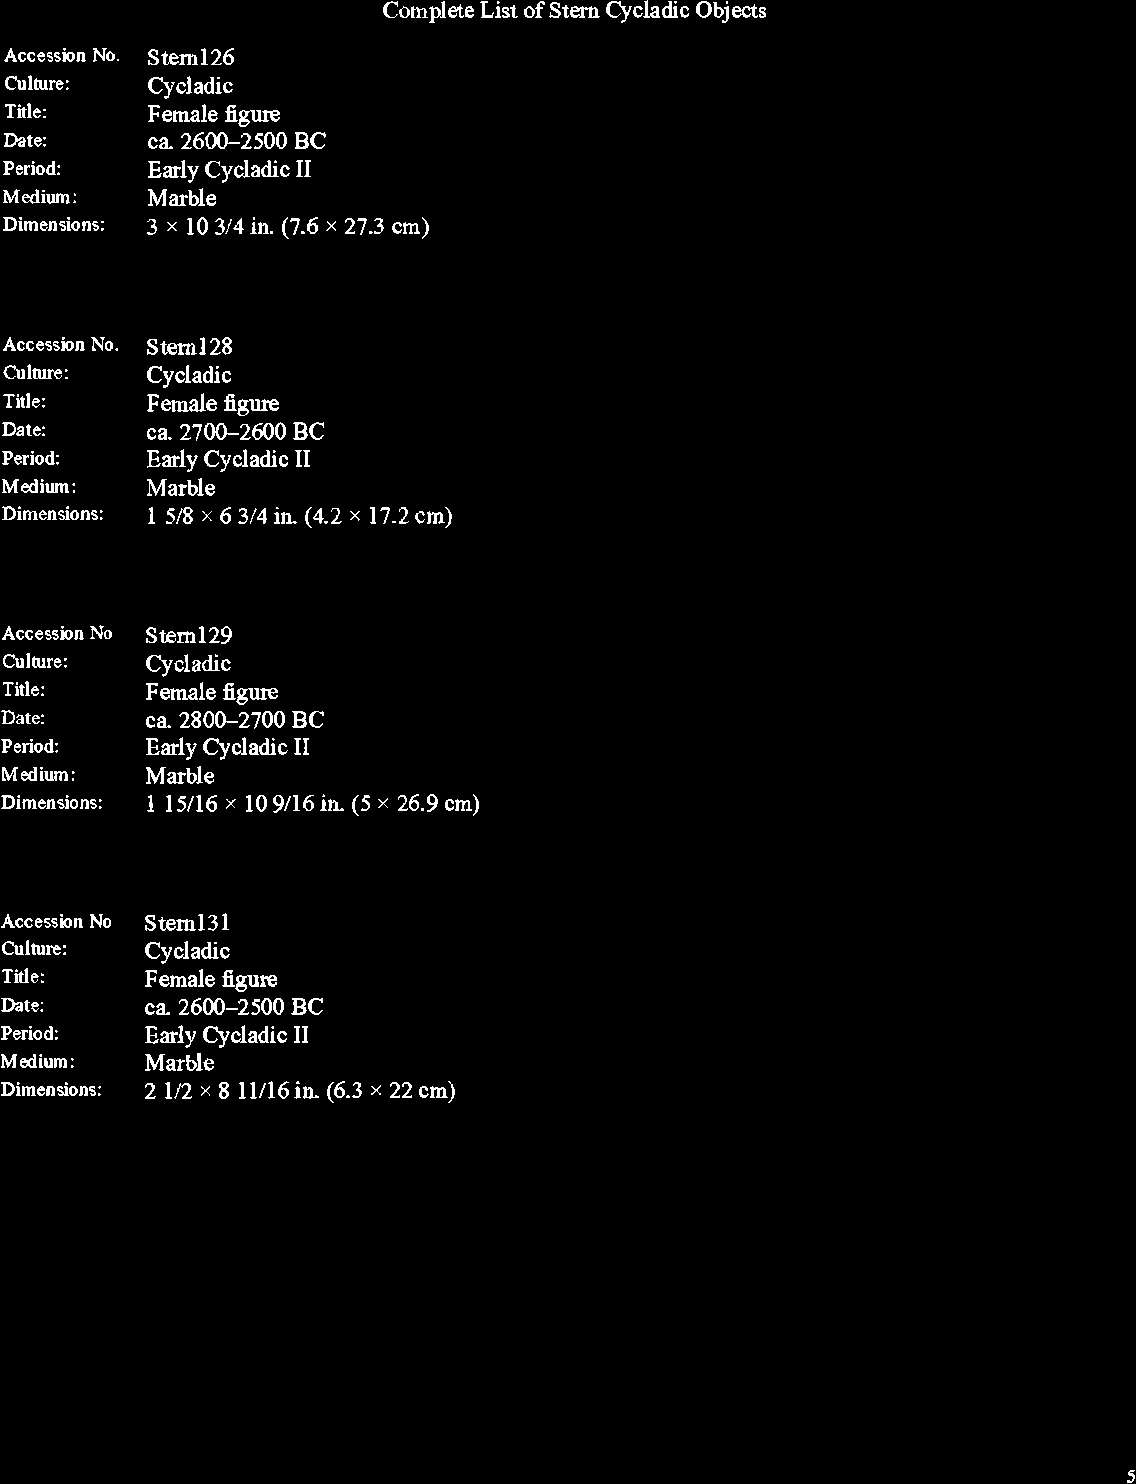 Complete List of Stern Cycladic Objects
Accession No. Stern126
Culture: Cycladic
Title: Female figure
Date: ca. 2600–2500 BC
Period: Early Cycladic II
Medium: Marble
Dimensions: 3 × 10 3/4 in. (7.6 × 27.3 cm)
Accession No. Stern128
Culture: Cycladic
Title: Female figure
Date: ca. 2700–2600 BC
Period: Early Cycladic II
Medium: Marble
Dimensions: 1 5/8 × 6 3/4 in. (4.2 × 17.2 cm)
Accession No Stern129
Culture: Cycladic
Title: Female figure
Date: ca. 2800–2700 BC
Period: Early Cycladic II
Medium: Marble
Dimensions: 1 15/16 × 10 9/16 in. (5 × 26.9 cm)
Accession No Stern131
Culture: Cycladic
Title: Female figure
Date: ca. 2600–2500 BC
Period: Early Cycladic II
Medium: Marble
Dimensions: 2 1/2 × 8 11/16 in. (6.3 × 22 cm)
5